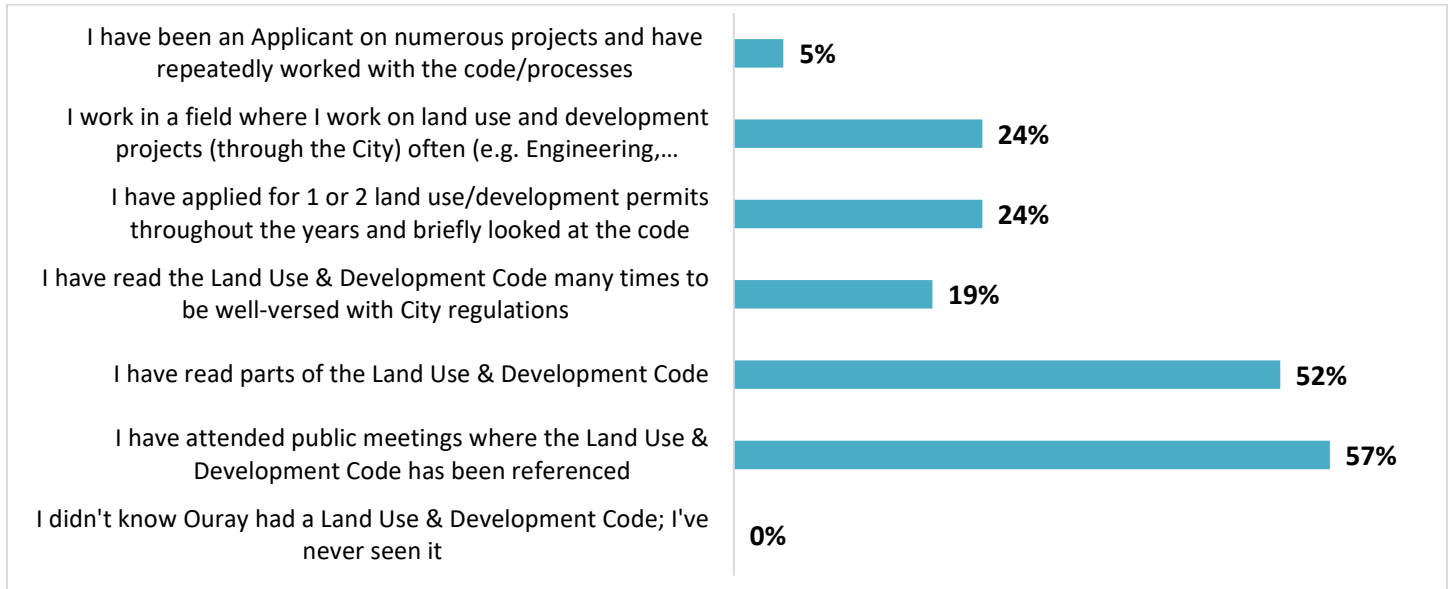 I have been an Applicant on numerous projects and have
repeatedly worked with the code/processes
5%
I work in a field where I work on land use and development
projects (through the City) often (e.g. Engineering,…
24%
I have applied for 1 or 2 land use/development permits
throughout the years and briefly looked at the code
24%
I have read the Land Use & Development Code many times to
be well-versed with City regulations
19%
I have read parts of the Land Use & Development Code
52%
I have attended public meetings where the Land Use &
Development Code has been referenced
57%
I didn't know Ouray had a Land Use & Development Code; I've
never seen it
0%